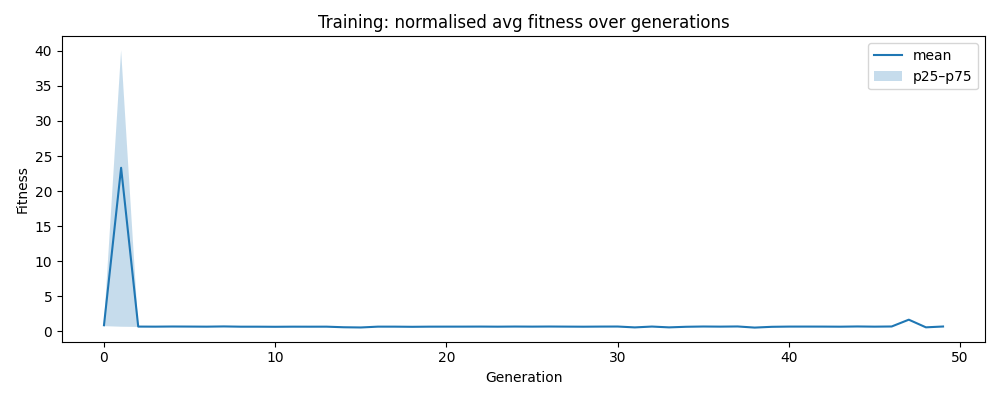 Training: normalised avg fitness over generations
40
35
30
25
20
15
10
5
0
Fitness
mean
p25–p75
0 10 20 30 40 50
Generation